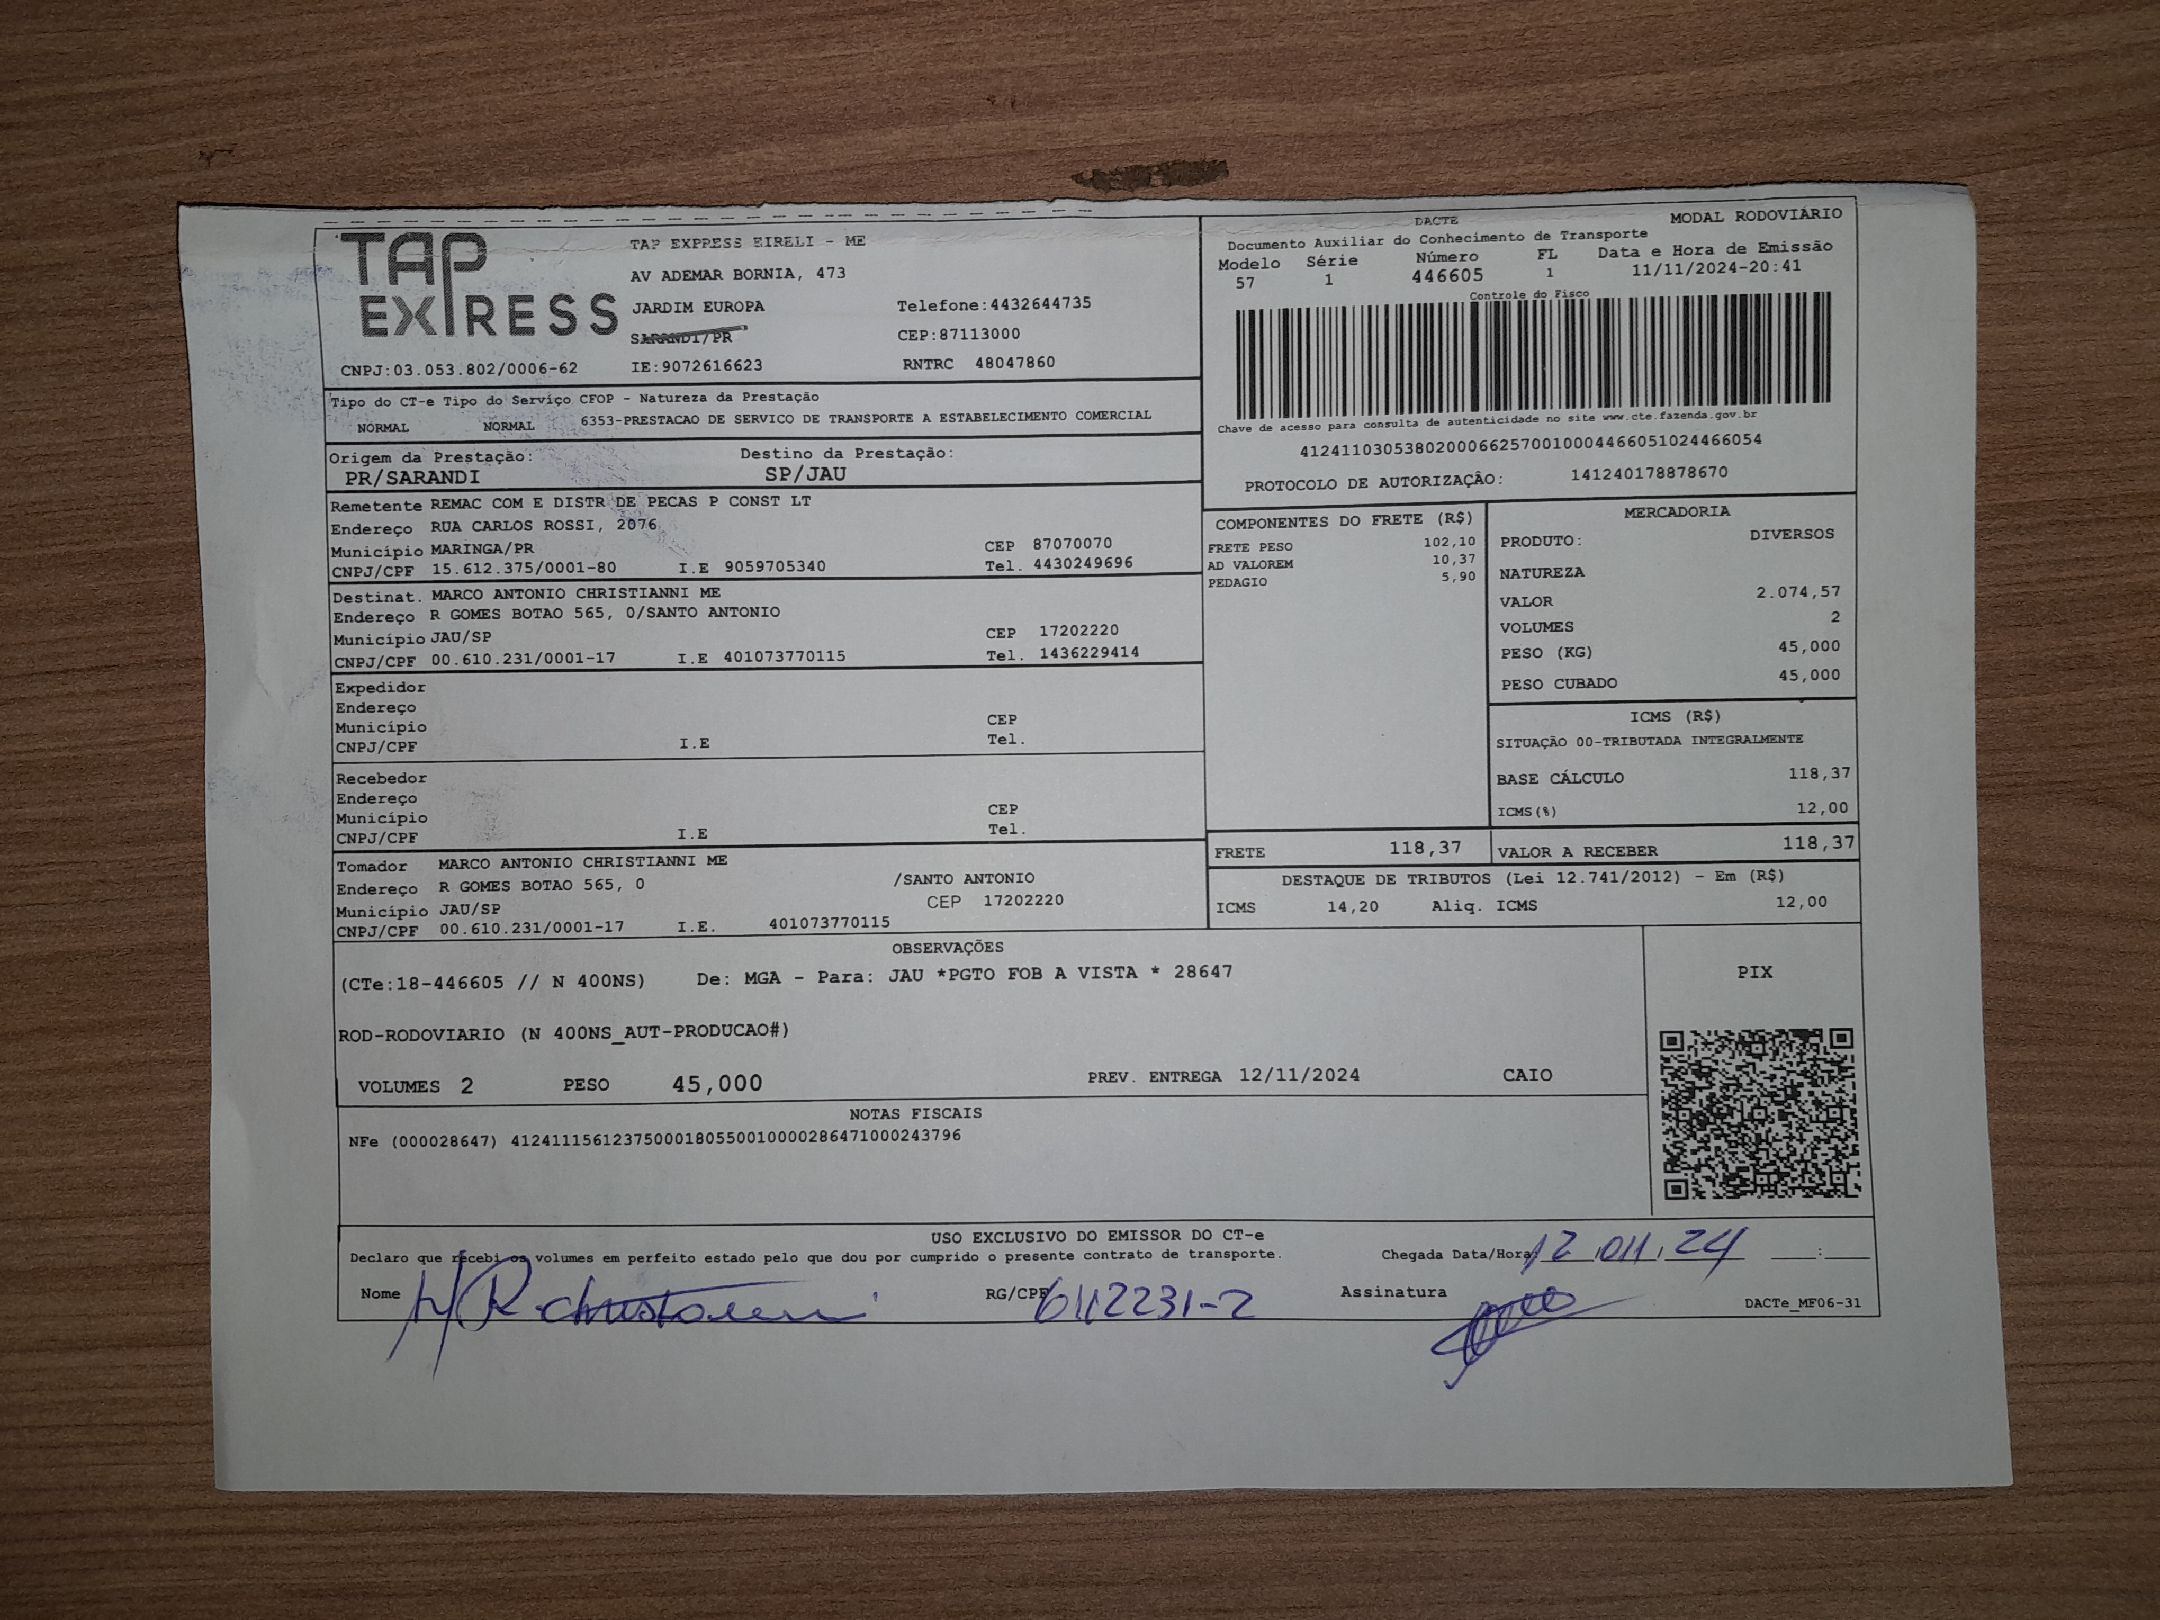 TAP EXPRESS
TAP EXPRESS EIRELI - ME
AV ADEMAR BORNIA, 473
JARDIM EUROPA Telefone:4432644735
SARANDI/PR CEP:87113000
CNPJ:03.053.802/0006-62 IE:9072616623 RNTRC 48047860
DACTE MODAL RODOVIÁRIO
Documento Auxiliar do Conhecimento de Transporte
Modelo Série Número FL Data e Hora de Emissão
57 1 446605 1 11/11/2024-20:41
Controle do Fisco
Chave de acesso para consulta de autenticidade no site www.cte.fazenda.gov.br
41241103053802000662570010004466051024466054
PROTOCOLO DE AUTORIZAÇÃO: 141240178878670
Tipo do CT-e Tipo do Serviço CFOP - Natureza da Prestação
NORMAL NORMAL 6353-PRESTACAO DE SERVICO DE TRANSPORTE A ESTABELECIMENTO COMERCIAL
Origem da Prestação: Destino da Prestação:
PR/SARANDI SP/JAU
Remetente REMAC COM E DISTR DE PECAS P CONST LT
Endereço RUA CARLOS ROSSI, 2076
Município MARINGA/PR CEP 87070070
CNPJ/CPF 15.612.375/0001-80 I.E 9059705340 Tel. 4430249696
Destinat. MARCO ANTONIO CHRISTIANNI ME
Endereço R GOMES BOTAO 565, 0/SANTO ANTONIO
Município JAU/SP CEP 17202220
CNPJ/CPF 00.610.231/0001-17 I.E 401073770115 Tel. 1436229414
Expedidor
Endereço
Município CEP
CNPJ/CPF I.E Tel.
Recebedor
Endereço
Município CEP
CNPJ/CPF I.E Tel.
Tomador MARCO ANTONIO CHRISTIANNI ME
Endereço R GOMES BOTAO 565, 0 /SANTO ANTONIO
Município JAU/SP CEP 17202220
CNPJ/CPF 00.610.231/0001-17 I.E. 401073770115
COMPONENTES DO FRETE (R$)
FRETE PESO 102,10
AD VALOREM 10,37
PEDAGIO 5,90
MERCADORIA
PRODUTO: DIVERSOS
NATUREZA
VALOR 2.074,57
VOLUMES 2
PESO (KG) 45,000
PESO CUBADO 45,000
ICMS (R$)
SITUAÇÃO 00-TRIBUTADA INTEGRALMENTE
BASE CÁLCULO 118,37
ICMS(%) 12,00
FRETE 118,37 VALOR A RECEBER 118,37
DESTAQUE DE TRIBUTOS (Lei 12.741/2012) - Em (R$)
ICMS 14,20 Aliq. ICMS 12,00
OBSERVAÇÕES
(CTe:18-446605 // N 400NS) De: MGA - Para: JAU *PGTO FOB A VISTA * 28647
ROD-RODOVIARIO (N 400NS_AUT-PRODUCAO#)
VOLUMES 2 PESO 45,000 PREV. ENTREGA 12/11/2024 CAIO
PIX
NOTAS FISCAIS
NFe (000028647) 41241115612375000180550010000286471000243796
USO EXCLUSIVO DO EMISSOR DO CT-e
Declaro que recebi os volumes em perfeito estado pelo que dou por cumprido o presente contrato de transporte. Chegada Data/Hora 12 011 24 __:__
Nome RG/CPF 6112231-2 Assinatura
DACTe_MF06-31